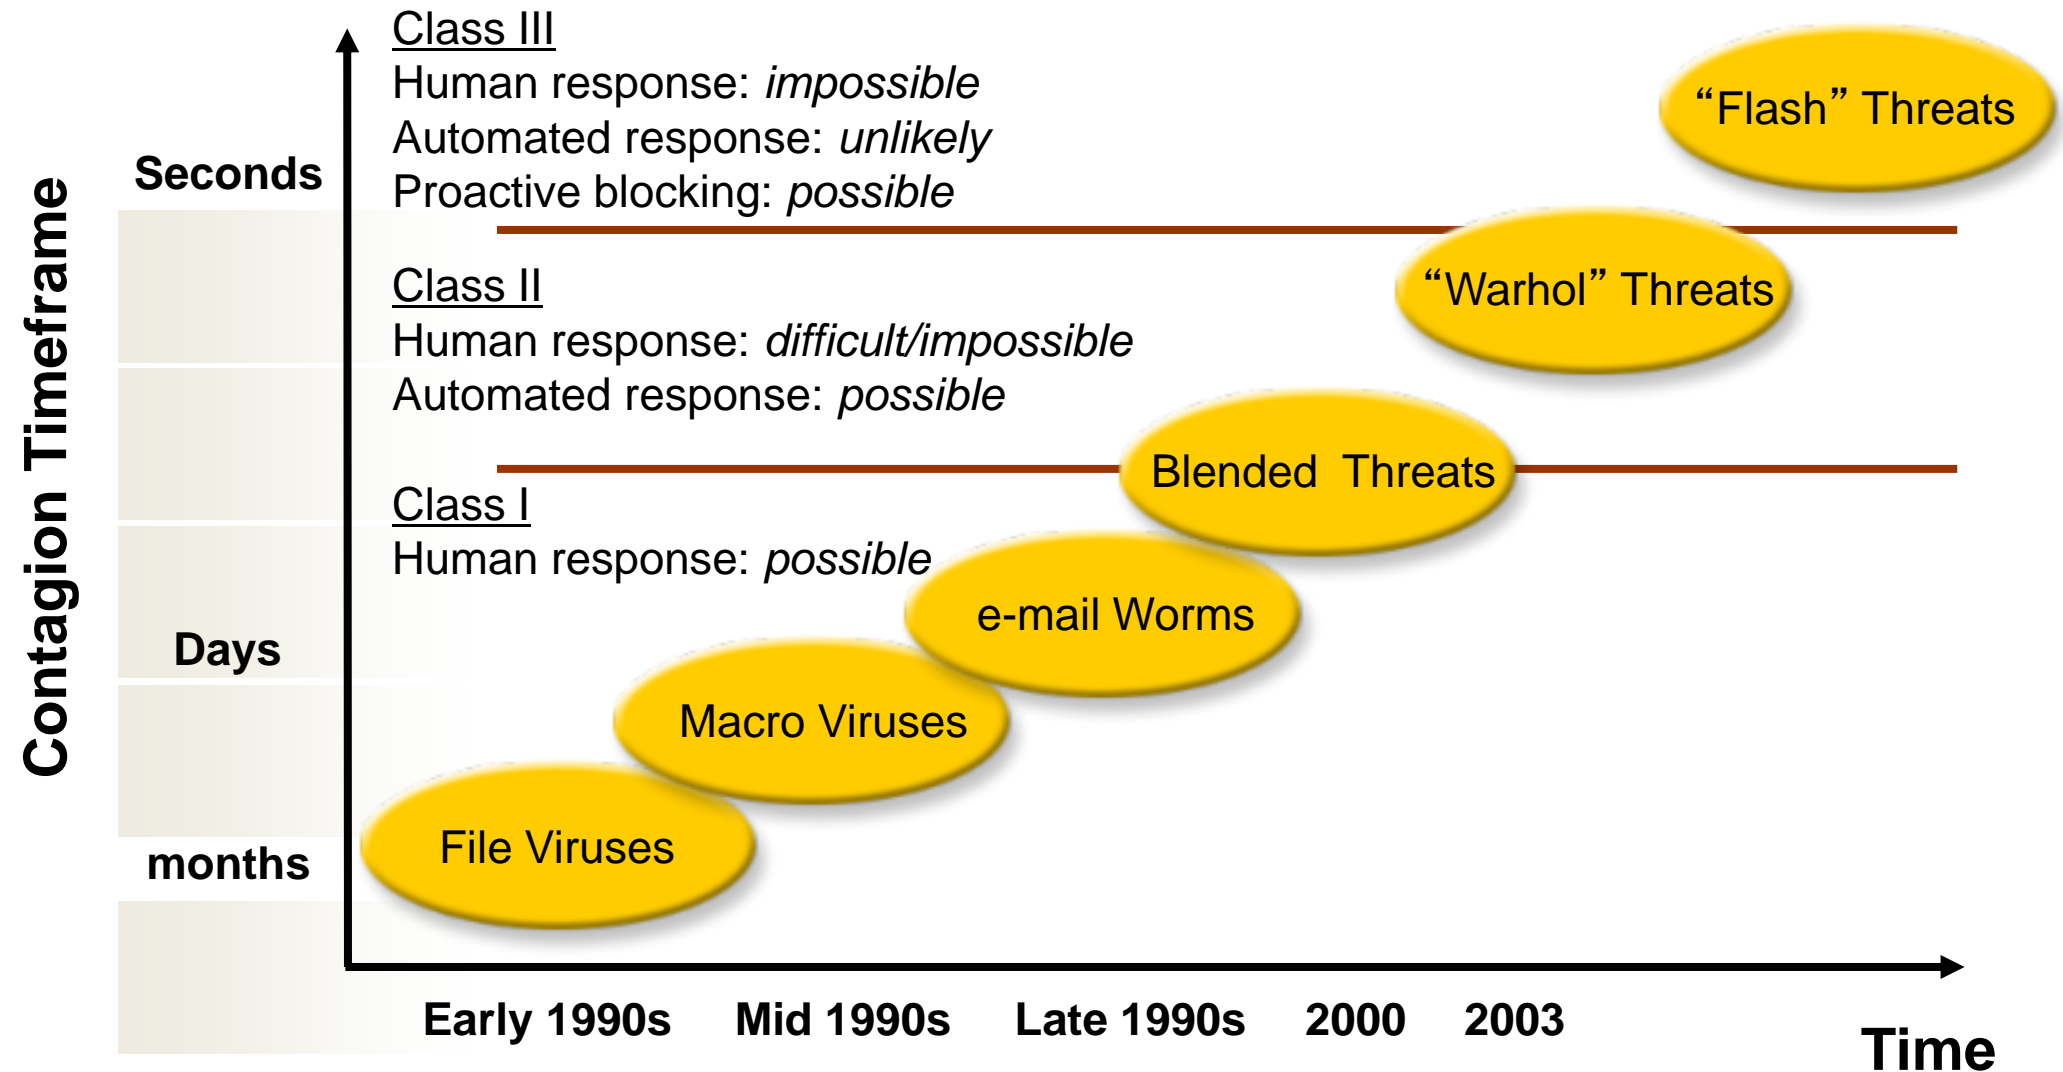 Class III
Human response: impossible
Automated response: unlikely
Proactive blocking: possible
“Flash” Threats
Seconds
Class II
Human response: difficult/impossible
Automated response: possible
“Warhol” Threats
Blended Threats
Class I
Human response: possible
e-mail Worms
Days
Macro Viruses
File Viruses
months
Contagion Timeframe
Early 1990s Mid 1990s Late 1990s 2000 2003
Time